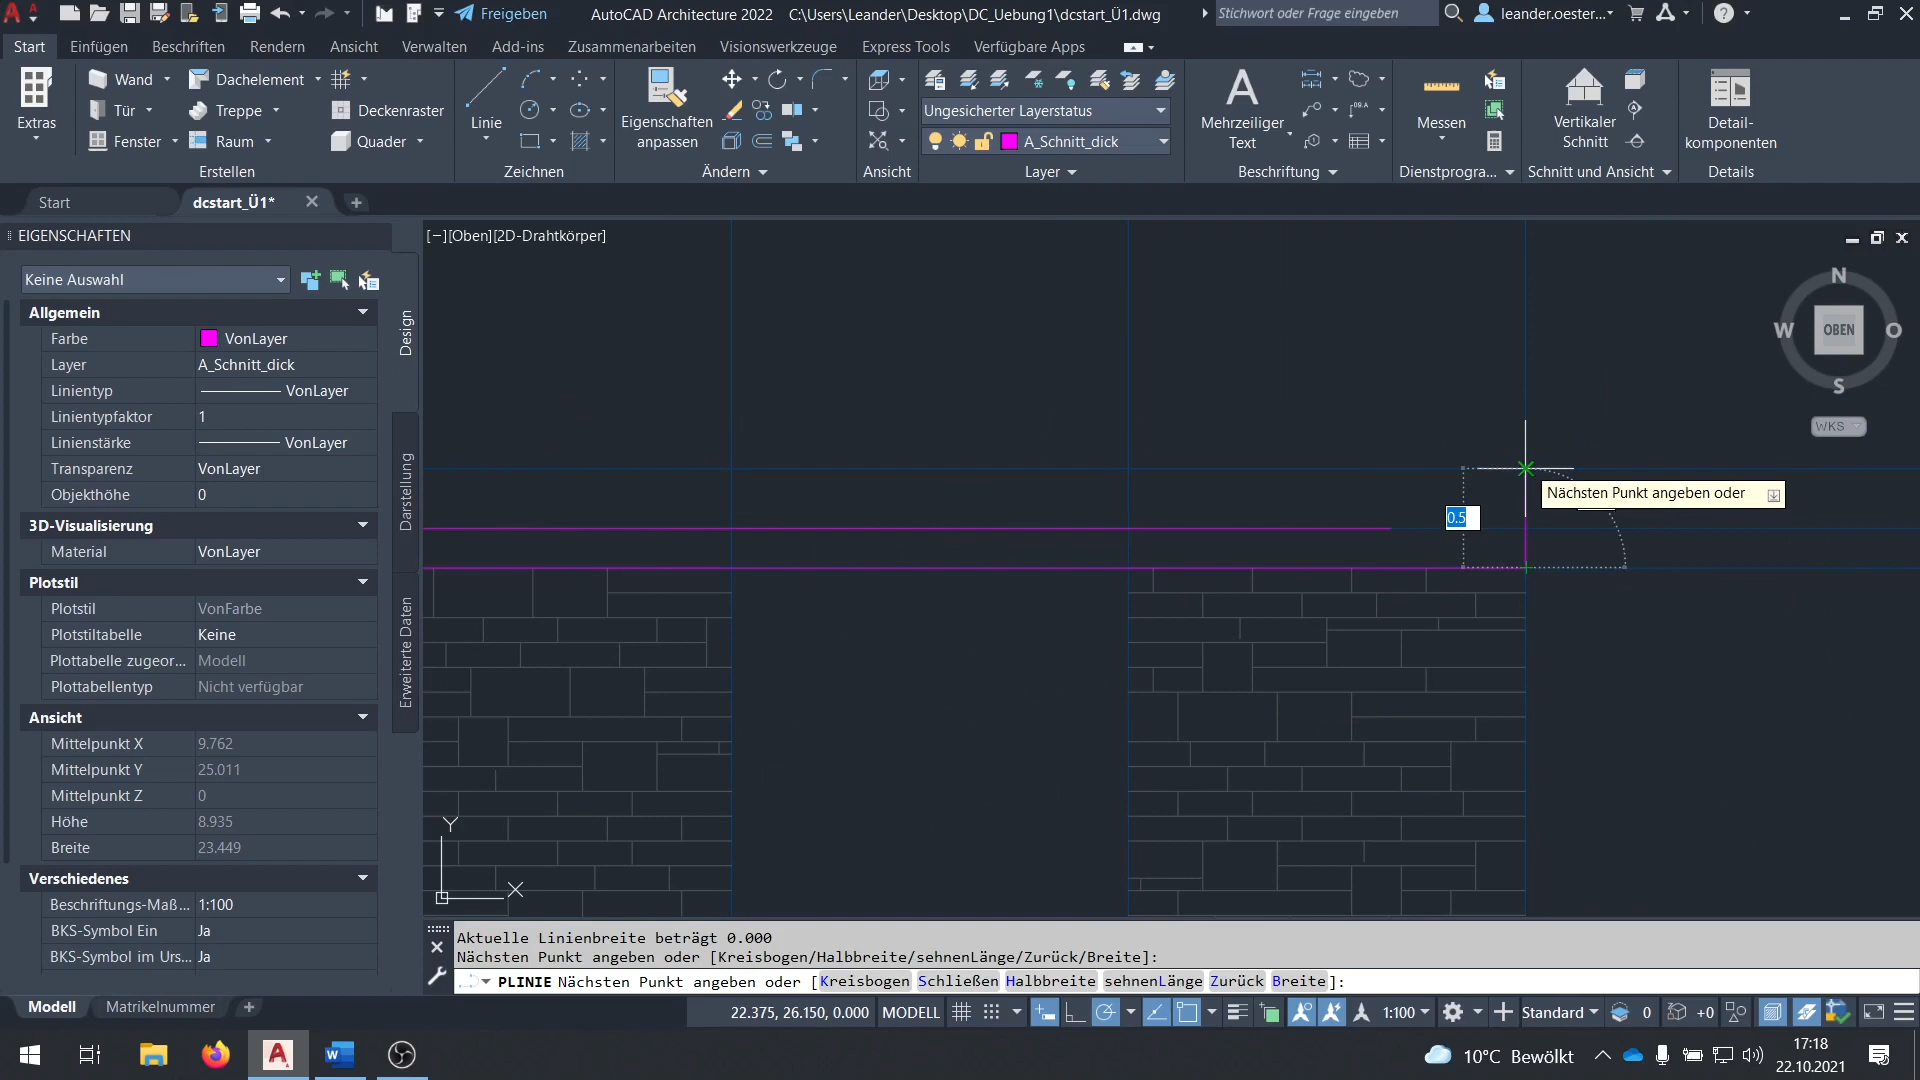 Freigeben
AutoCAD Architecture 2022
C:\Users\Leander\Desktop\DC_Uebung1\dcstart_Ü1.dwg
Stichwort oder Frage eingeben
leander.oester...
Start
Einfügen
Beschriften
Rendern
Ansicht
Verwalten
Add-ins
Zusammenarbeiten
Visionswerkzeuge
Express Tools
Verfügbare Apps
Extras
Wand
Dachelement
Tür
Treppe
Deckenraster
Fenster
Raum
Quader
Erstellen
Linie
Zeichnen
Eigenschaften
anpassen
Ändern
Ansicht
Ungesicherter Layerstatus
A_Schnitt_dick
Layer
A
Mehrzeiliger
Text
Beschriftung
Messen
Dienstprogra...
Vertikaler
Schnitt
Schnitt und Ansicht
Detail-
komponenten
Details
Start
dcstart_Ü1*
EIGENSCHAFTEN
Keine Auswahl
Design
Darstellung
Erweiterte Daten
Allgemein
Farbe VonLayer
Layer A_Schnitt_dick
Linientyp VonLayer
Linientypfaktor 1
Linienstärke VonLayer
Transparenz VonLayer
Objekthöhe 0
3D-Visualisierung
Material VonLayer
Plotstil
Plotstil VonFarbe
Plotstiltabelle Keine
Plottabelle zugeor... Modell
Plottabellentyp Nicht verfügbar
Ansicht
Mittelpunkt X 9.762
Mittelpunkt Y 25.011
Mittelpunkt Z 0
Höhe 8.935
Breite 23.449
Verschiedenes
Beschriftungs-Maß... 1:100
BKS-Symbol Ein Ja
BKS-Symbol im Urs... Ja
[−][Oben][2D-Drahtkörper]
N
W OBEN O
S
WKS
Nächsten Punkt angeben oder
0.5
Y
X
Aktuelle Linienbreite beträgt 0.000
Nächsten Punkt angeben oder [Kreisbogen/Halbbreite/sehnenLänge/Zurück/Breite]:
PLINIE Nächsten Punkt angeben oder [Kreisbogen Schließen Halbbreite sehnenLänge Zurück Breite]:
Modell
Matrikelnummer
22.375, 26.150, 0.000
MODELL
1:100
Standard
0
+0
10°C Bewölkt
17:18
22.10.2021